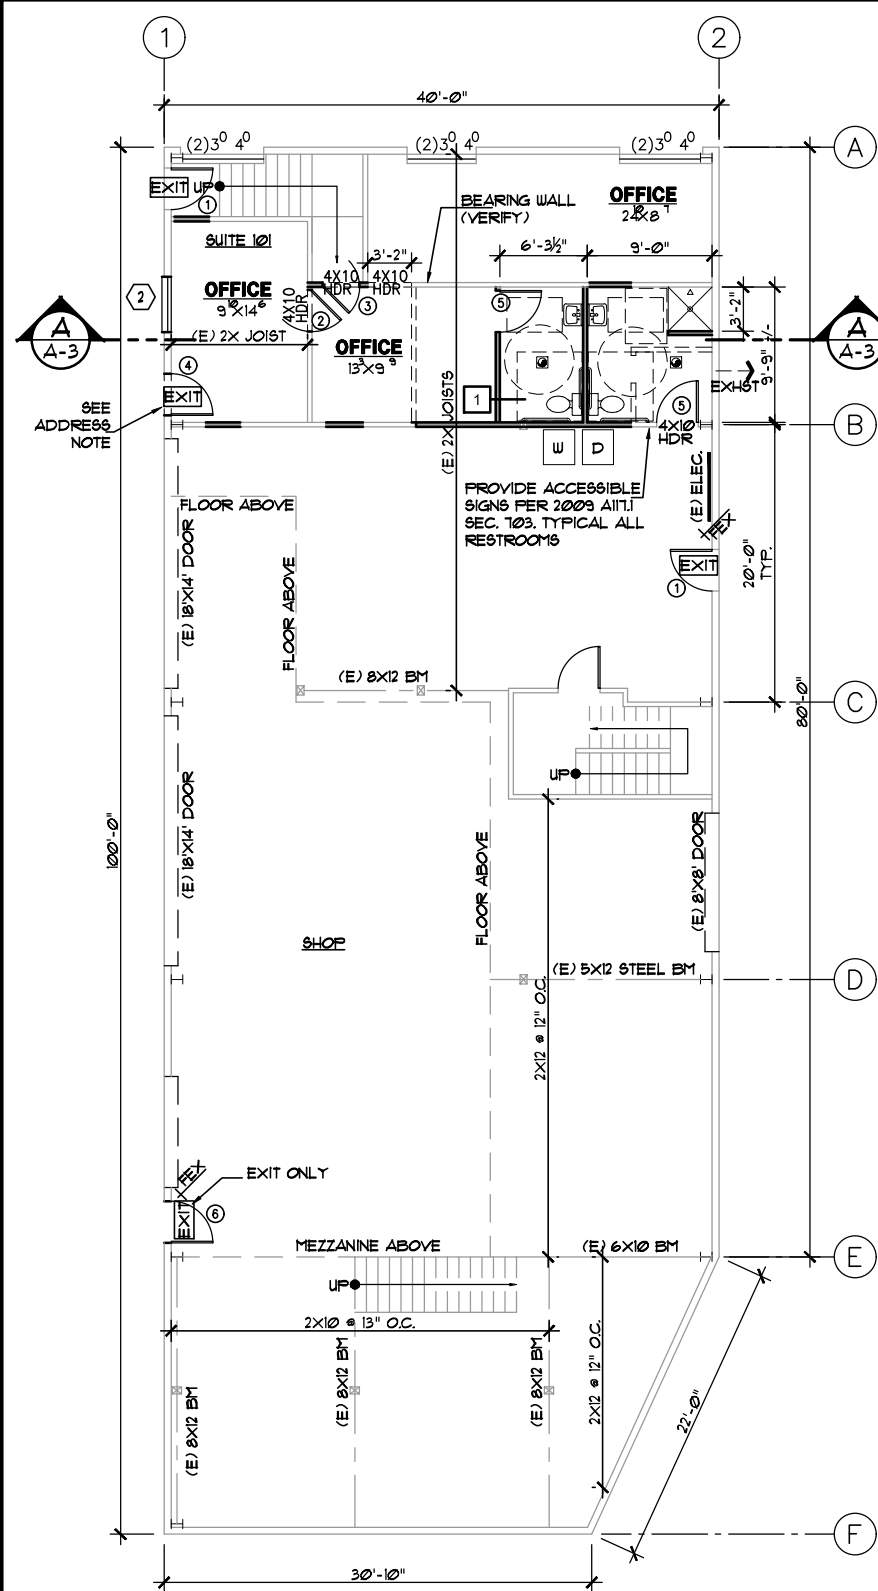 1
2
40'-0"
(2)3⁰ 4⁰
(2)3⁰ 4⁰
(2)3⁰ 4⁰
A
EXIT
UP
1
BEARING WALL
(VERIFY)
OFFICE
24¹⁰X8⁷
SUITE 101
6'-3½"
9'-0"
3'-2"
4X10
HDR
4X10
HDR
3
OFFICE
9¹⁰X14⁶
2
4X10
HDR
2
5
3'-2"
A
A-3
A
A-3
(E) 2X JOIST
OFFICE
13³X9⁹
9'-9" +/-
EXHST
4
EXIT
SEE
ADDRESS
NOTE
1
5
4X10
HDR
B
(E) 2X JOISTS
W
D
PROVIDE ACCESSIBLE
SIGNS PER 2009 A117.1
SEC. 703. TYPICAL ALL
RESTROOMS
(E) ELEC.
FEX
FLOOR ABOVE
(E) 18'X14' DOOR
FLOOR ABOVE
EXIT
1
20'-0"
TYP.
(E) 8X12 BM
C
80'-0"
UP
(E) 18'X14' DOOR
100'-0"
FLOOR ABOVE
(E) 8'X8' DOOR
SHOP
(E) 5X12 STEEL BM
D
2X12 @ 12" O.C.
FEX
EXIT ONLY
EXIT
6
MEZZANINE ABOVE
(E) 6X10 BM
E
UP
2X10 @ 13" O.C.
(E) 8X12 BM
(E) 8X12 BM
(E) 8X12 BM
2X12 @ 12" O.C.
22'-0"
F
30'-10"